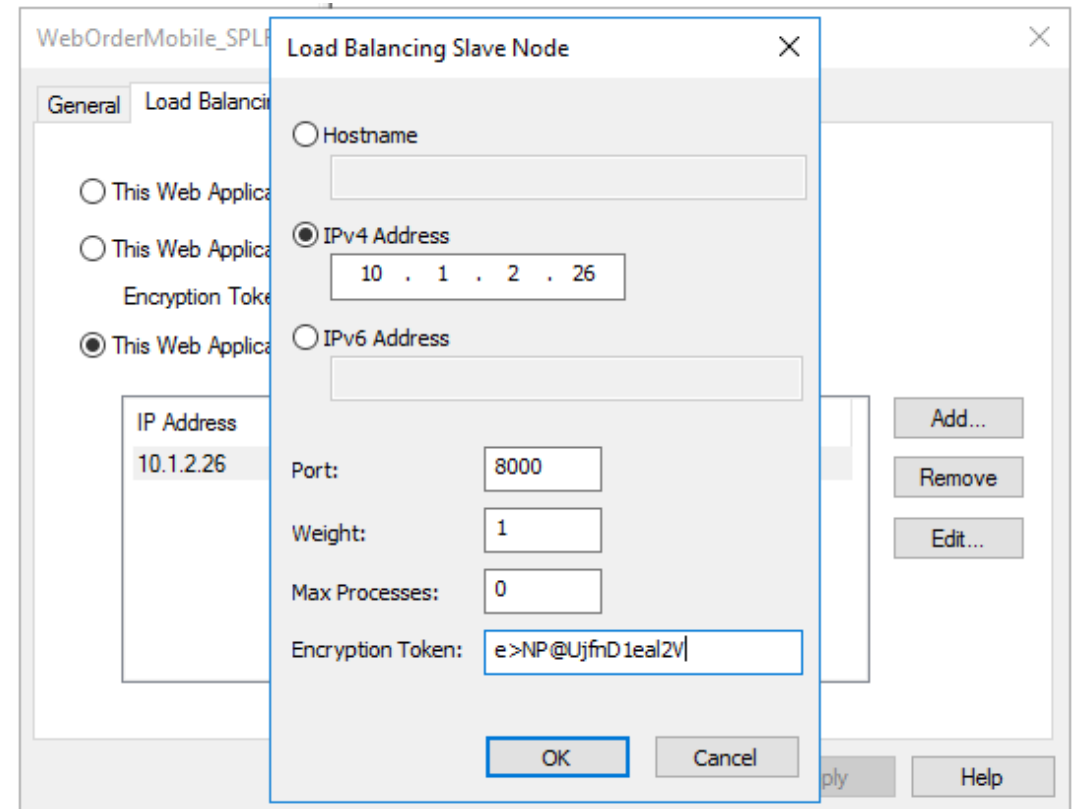 WebOrderMobile_SPLF
Load Balancing Slave Node
General
Load Balancin
Hostname
This Web Applica
IPv4 Address
This Web Applica
10 . 1 . 2 . 26
Encryption Toke
This Web Applica
IPv6 Address
IP Address
Add...
10.1.2.26
Port: 8000
Remove
Weight: 1
Edit...
Max Processes: 0
Encryption Token: e>NP@UjfnD1eal2V
OK
Cancel
ply
Help